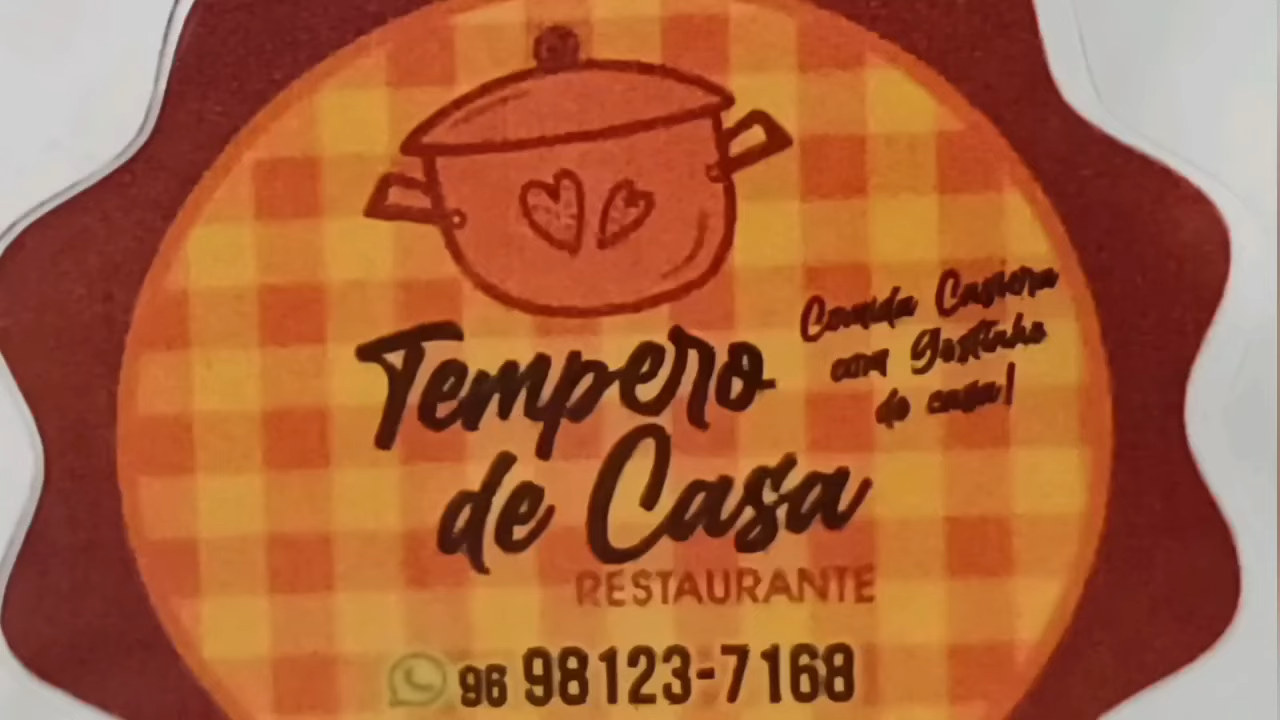 Tempero
de Casa
RESTAURANTE
Comida Caseira
com gostinho
de casa!
96 98123-7168